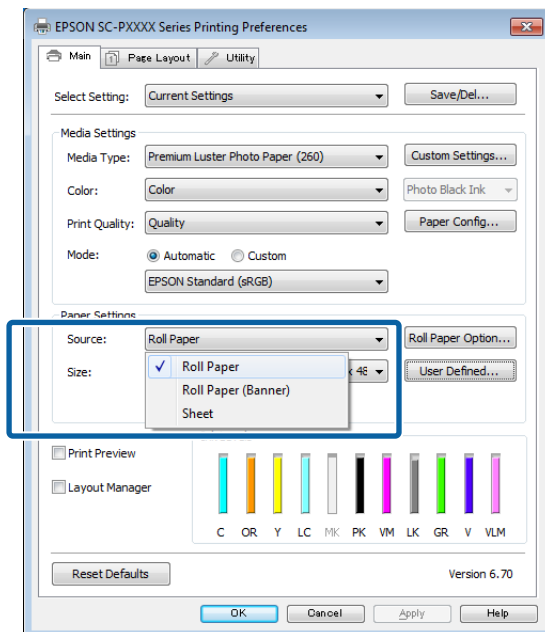 EPSON SC-PXXXX Series Printing Preferences
Main Page Layout Utility
Select Setting: Current Settings Save/Del...
Media Settings
Media Type: Premium Luster Photo Paper (260) Custom Settings...
Color: Color Photo Black Ink
Print Quality: Quality Paper Config...
Mode: Automatic Custom
EPSON Standard (sRGB)
Paper Settings
Source: Roll Paper Roll Paper Option...
Roll Paper
Size: x 48 User Defined...
Roll Paper (Banner)
Sheet
Print Preview
Layout Manager
C OR Y LC MK PK VM LK GR V VLM
Reset Defaults Version 6.70
OK Cancel Apply Help